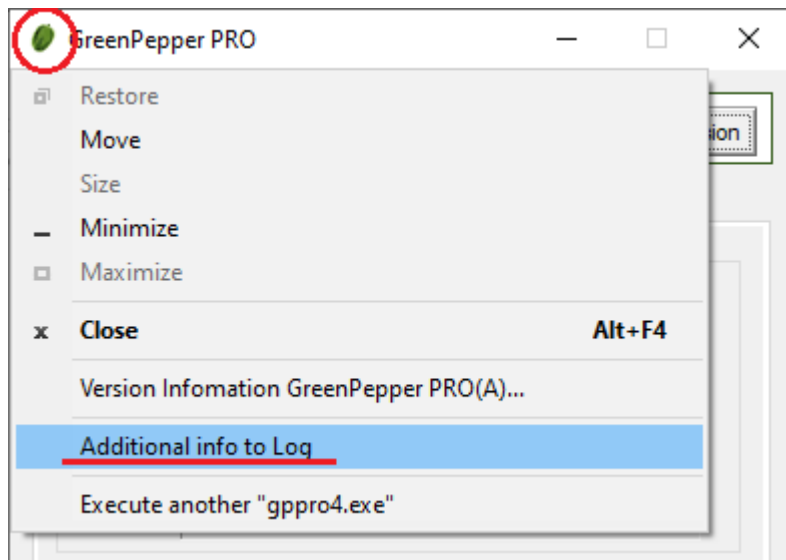 GreenPepper PRO
Restore
ion
Move
Size
Minimize
Maximize
Close Alt+F4
Version Infomation GreenPepper PRO(A)...
Additional info to Log
Execute another "gppro4.exe"